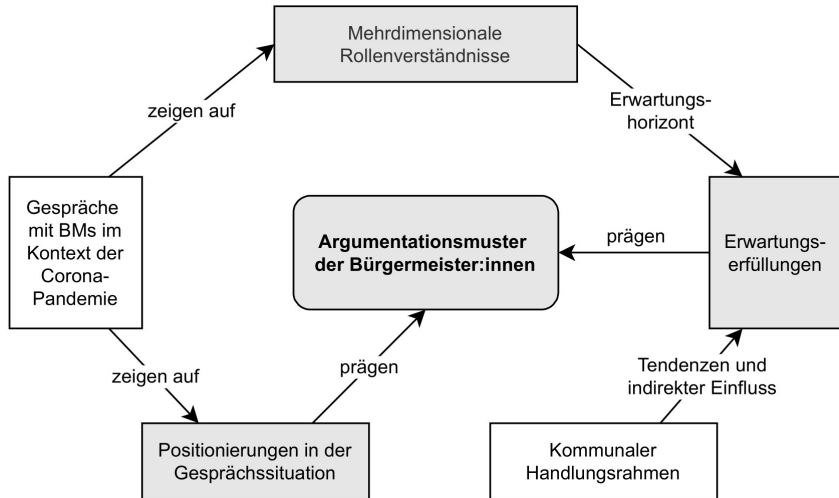 Mehrdimensionale
Rollenverständnisse
zeigen auf
Erwartungs-
horizont
Gespräche
mit BMs im
Kontext der
Corona-
Pandemie
Argumentationsmuster
der Bürgermeister:innen
prägen
Erwartungs-
erfüllungen
zeigen auf
prägen
Tendenzen und
indirekter Einfluss
Positionierungen in der
Gesprächssituation
Kommunaler
Handlungsrahmen